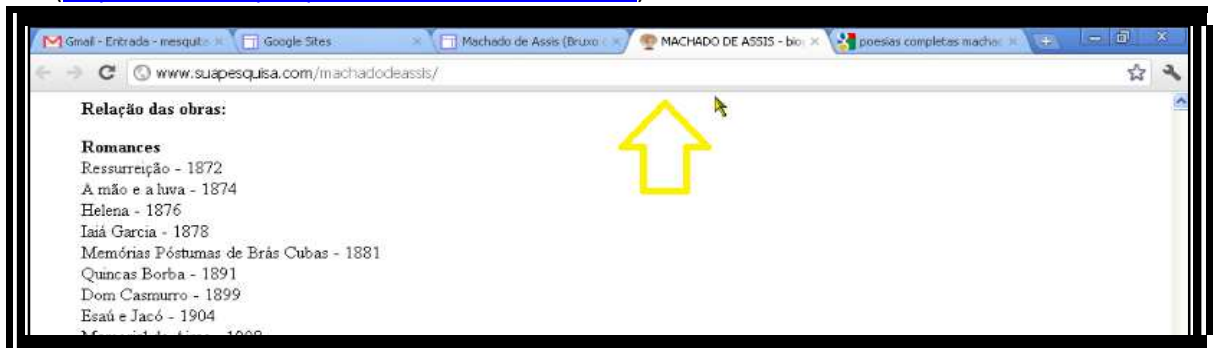 Gmail - Entrada - mesquita
Google Sites
Machado de Assis (Bruxo
MACHADO DE ASSIS - bio
poesias completas machad
www.suapesquisa.com/machadodeassis/
Relação das obras:
Romances
Ressurreição - 1872
A mão e a luva - 1874
Helena - 1876
Iaiá Garcia - 1878
Memórias Póstumas de Brás Cubas - 1881
Quincas Borba - 1891
Dom Casmurro - 1899
Esaú e Jacó - 1904